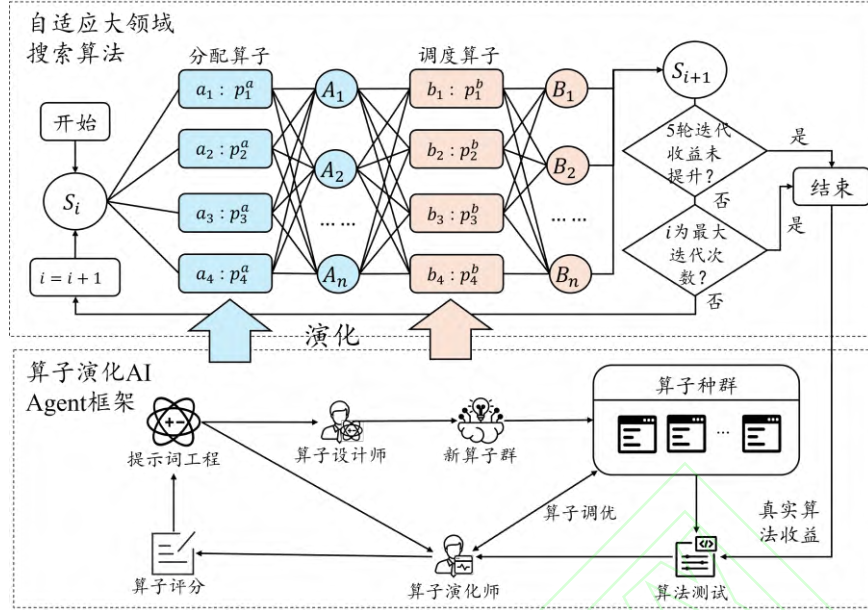 自适应大领域
搜索算法
分配算子
调度算子
开始
S_i
i = i + 1
a_1 : p_1^a
a_2 : p_2^a
a_3 : p_3^a
a_4 : p_4^a
A_1
A_2
... ...
A_n
b_1 : p_1^b
b_2 : p_2^b
b_3 : p_3^b
b_4 : p_4^b
B_1
B_2
... ...
B_n
S_{i+1}
5轮迭代
收益未
提升？
是
否
结束
i为最大
迭代次
数？
是
否
演化
算子演化AI
Agent框架
提示词工程
算子设计师
新算子群
算子种群
...
算子调优
真实算
法收益
算子评分
算子演化师
算法测试